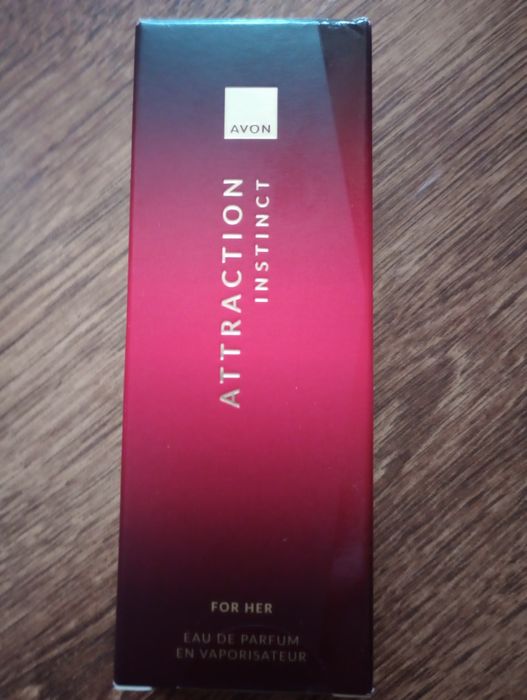 AVON
ATTRACTION
INSTINCT
FOR HER
EAU DE PARFUM
EN VAPORISATEUR